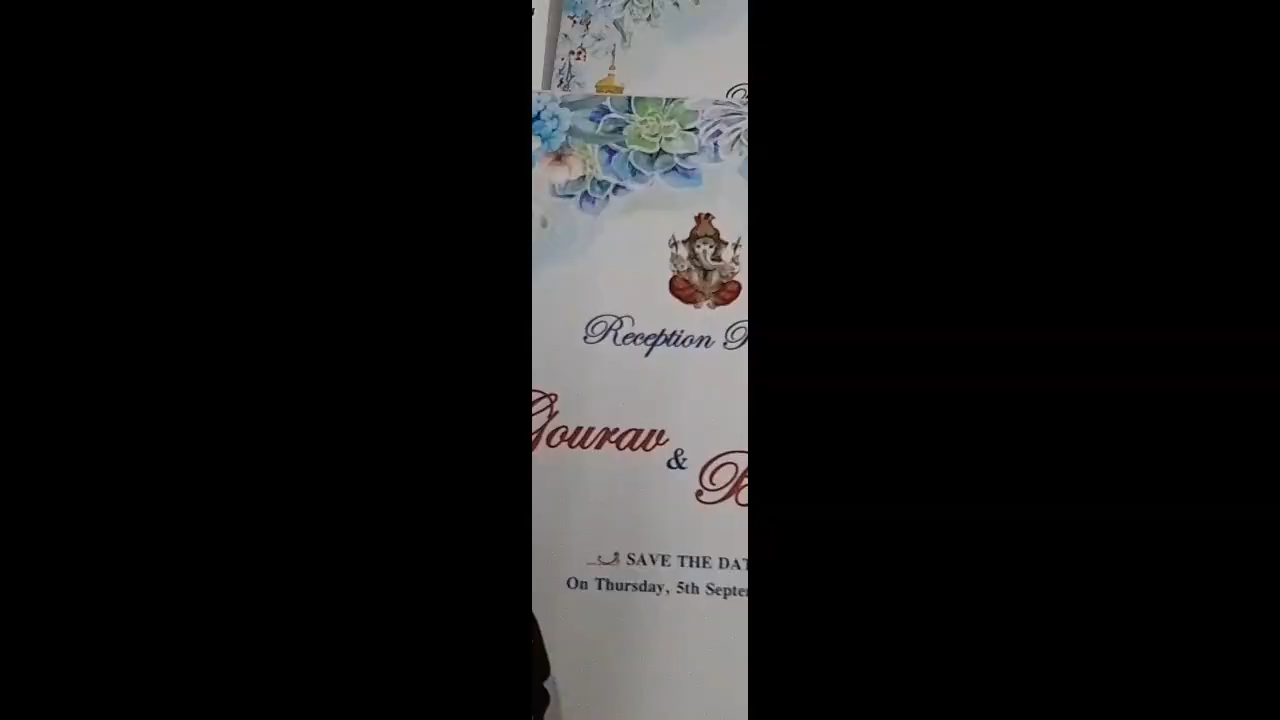 Reception
Gourav
&
SAVE THE DAT
On Thursday, 5th Septe